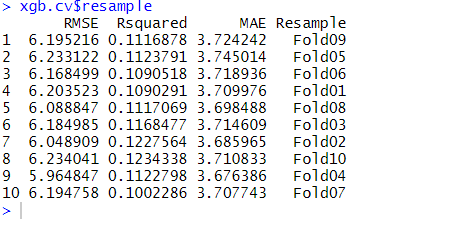 > xgb.cv$resample
RMSE Rsquared MAE Resample
1 6.195216 0.1116878 3.724242 Fold09
2 6.233122 0.1123791 3.745014 Fold05
3 6.168499 0.1090518 3.718936 Fold06
4 6.203523 0.1090291 3.709976 Fold01
5 6.088847 0.1117069 3.698488 Fold08
6 6.184985 0.1168477 3.714609 Fold03
7 6.048909 0.1227564 3.685965 Fold02
8 6.234041 0.1234338 3.710833 Fold10
9 5.964847 0.1122798 3.676386 Fold04
10 6.194758 0.1002286 3.707743 Fold07
>